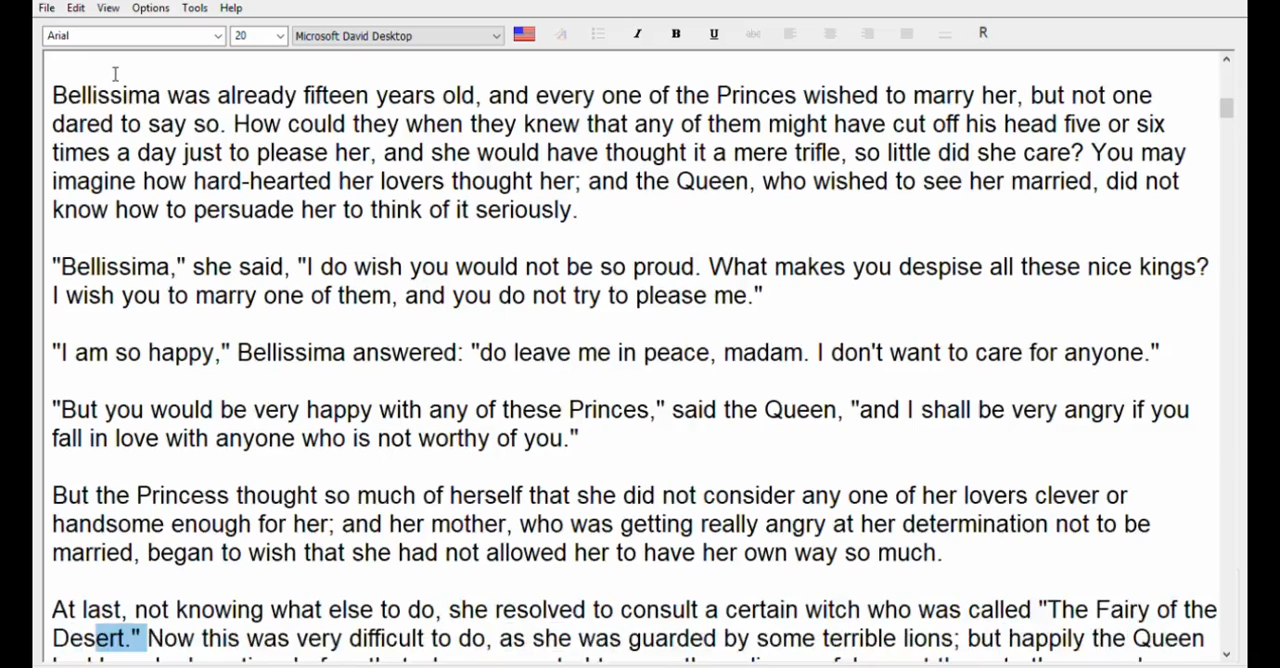 File Edit View Options Tools Help
Arial 20 Microsoft David Desktop I B U abc R
Bellissima was already fifteen years old, and every one of the Princes wished to marry her, but not one
dared to say so. How could they when they knew that any of them might have cut off his head five or six
times a day just to please her, and she would have thought it a mere trifle, so little did she care? You may
imagine how hard-hearted her lovers thought her; and the Queen, who wished to see her married, did not
know how to persuade her to think of it seriously.
"Bellissima," she said, "I do wish you would not be so proud. What makes you despise all these nice kings?
I wish you to marry one of them, and you do not try to please me."
"I am so happy," Bellissima answered: "do leave me in peace, madam. I don't want to care for anyone."
"But you would be very happy with any of these Princes," said the Queen, "and I shall be very angry if you
fall in love with anyone who is not worthy of you."
But the Princess thought so much of herself that she did not consider any one of her lovers clever or
handsome enough for her; and her mother, who was getting really angry at her determination not to be
married, began to wish that she had not allowed her to have her own way so much.
At last, not knowing what else to do, she resolved to consult a certain witch who was called "The Fairy of the
Desert." Now this was very difficult to do, as she was guarded by some terrible lions; but happily the Queen